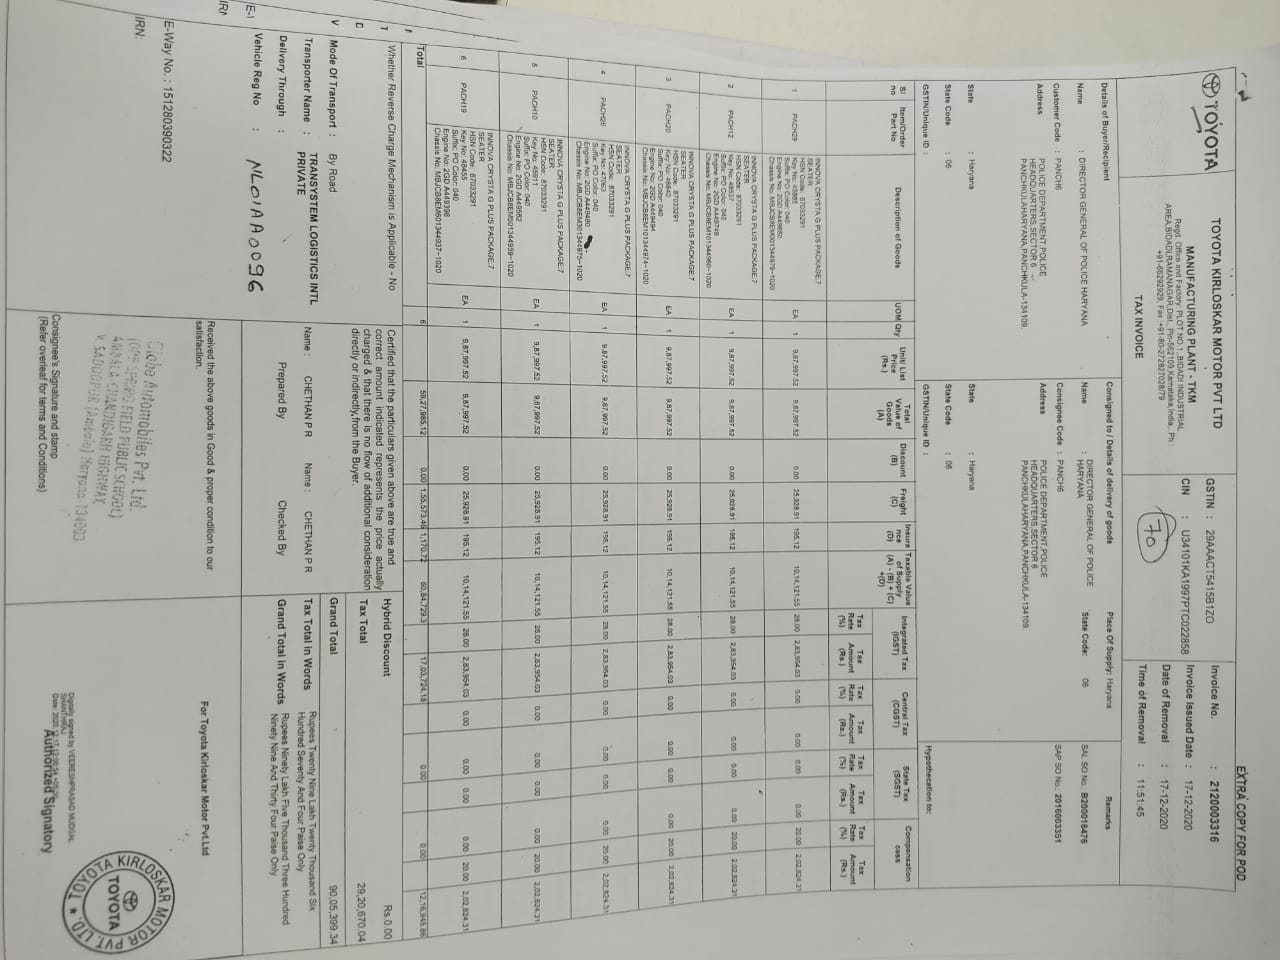 EXTRA COPY FOR POD
TOYOTA
TOYOTA KIRLOSKAR MOTOR PVT LTD
MANUFACTURING PLANT - TKM
Regd. Office and Factory: PLOT NO 1,,BIDADI INDUSTRIAL
AREA,BIDADI,RAMANAGAR,Dist., Pin-562109,Karnataka,India,. Ph :
+91-66292929, Fax :+91-80-272827028/79
TAX INVOICE
GSTIN : 29AAACT5415B1ZO
CIN : U34101KA1997PTC022858
70
Invoice No. : 2120003316
Invoice Issued Date : 17-12-2020
Date of Removal : 17-12-2020
Time of Removal : 11:51:45
Details of Buyer/Recipient
Name : DIRECTOR GENERAL OF POLICE HARYANA
Customer Code : PANCH6
Address POLICE DEPARTMENT,POLICE
HEADQUARTERS,SECTOR 6
PANCHKULAHARYANA,PANCHKULA-134109.
State : Haryana
State Code : 06
GSTIN/Unique ID :
Consigned to / Details of delivery of goods Place Of Supply: Haryana
Name : DIRECTOR GENERAL OF POLICE State Code: 06
HARYANA
Consignee Code : PANCH6
Address POLICE DEPARTMENT,POLICE
HEADQUARTERS,SECTOR 6
PANCHKULAHARYANA,PANCHKULA-134109.
State : Haryana
State Code : 06
GSTIN/Unique ID :
Remarks
SAL SO No.: B200018476
SAP SO No.: 2016003351
Hypothecation to:
Sl no Item/Order Part No Description of Goods UOM Qty Unit/ List Price (Rs.) Total Value of Goods (A) Discount (B) Freight (C) Insura nce (D) Taxable Value of Supply (A) - (B) + (C) +(D) Integrated Tax (IGST) Central Tax (CGST) State Tax (SGST) Compensation cess
Tax Rate (%) Tax Amount (Rs.) Tax Rate (%) Tax Amount (Rs.) Tax Rate (%) Tax Amount (Rs.) Tax Rate (%) Tax Amount (Rs.)
INNOVA CRYSTA G PLUS PACKAGE:7
SEATER
HSN Code: 87033291
1 PACH29 Key No: 45885 EA 1 9,87,997.52 9,87,997.52 0.00 25,928.91 195.12 10,14,121.55 28.00 2,83,954.03 0.00 0.00 0.00 0.00 20.00 2,02,824.31
Suffix: PO Color: 040
Engine No: 2GD A449650
Chassis No: MBJCB8EM001344979-1020
INNOVA CRYSTA G PLUS PACKAGE:7
SEATER
HSN Code: 87033291
2 PACH12 Key No: 48537 EA 1 9,87,997.52 9,87,997.52 0.00 25,928.91 195.12 10,14,121.55 28.00 2,83,954.03 0.00 0.00 0.00 0.00 20.00 2,02,824.31
Suffix: PO Color: 040
Engine No: 2GD A449749
Chassis No: MBJCB8EM101344960-1020
INNOVA CRYSTA G PLUS PACKAGE:7
SEATER
HSN Code: 87033291
3 PACH20 Key No: 46840 EA 1 9,87,997.52 9,87,997.52 0.00 25,928.91 195.12 10,14,121.55 28.00 2,83,954.03 0.00 0.00 0.00 0.00 20.00 2,02,824.31
Suffix: PO Color: 040
Engine No: 2GD A449494
Chassis No: MBJCB8EM101344974-1020
INNOVA CRYSTA G PLUS PACKAGE:7
SEATER
HSN Code: 87033291
4 PACH26 Key No: 47063 EA 1 9,87,997.52 9,87,997.52 0.00 25,928.91 195.12 10,14,121.55 28.00 2,83,954.03 0.00 0.00 0.00 0.00 20.00 2,02,824.31
Suffix: PO Color: 040
Engine No: 2GD A449480
Chassis No: MBJCB8EM301344975-1020
INNOVA CRYSTA G PLUS PACKAGE:7
SEATER
HSN Code: 87033291
5 PACH10 Key No: 45911 EA 1 9,87,997.52 9,87,997.52 0.00 25,928.91 195.12 10,14,121.55 28.00 2,83,954.03 0.00 0.00 0.00 0.00 20.00 2,02,824.31
Suffix: PO Color: 040
Engine No: 2GD A449562
Chassis No: MBJCB8EM501344959-1020
INNOVA CRYSTA G PLUS PACKAGE:7
SEATER
HSN Code: 87033291
6 PACH19 Key No: 48455 EA 1 9,87,997.52 9,87,997.52 0.00 25,928.91 195.12 10,14,121.55 28.00 2,83,954.03 0.00 0.00 0.00 0.00 20.00 2,02,824.31
Suffix: PO Color: 040
Engine No: 2GD A449398
Chassis No: MBJCB8EM601344937-1020
Total 6 59,27,985.12 0.00 1,55,573.46 1,170.72 60,84,729.3 17,03,724.18 0.00 0.00 12,16,945.86
Whether Reverse Charge Mechanism is Applicable - No
Mode Of Transport : By Road
Transporter Name : TRANSYSTEM LOGISTICS INTL
PRIVATE
Delivery Through :
Vehicle Reg No : NL01AA0096
E-Way No. : 151280390322
IRN:
Certified that the particulars given above are true and
correct amount indicated represents the price actually
charged & that there is no flow of additional consideration
directly or indirectly,from the Buyer.
Name : CHETHAN P R Name : CHETHAN P R
Prepared By Checked By
Received the above goods in Good & proper condition to our
satisfaction.
Globe Automobiles Pvt. Ltd.
(OPP SPRING FIELD PUBLIC SCHOOL)
AMBALA-CHANDIGARH HIGHWAY,
V. SADDOPUR (Ambala) Haryana-134003
Consignee's Signature and stamp
(Refer overleaf for terms and Conditions)
Hybrid Discount Rs.0.00
Tax Total 29,20,670.04
Grand Total 90,05,399.34
Tax Total in Words Rupees Twenty Nine Lakh Twenty Thousand Six
Hundred Seventy And Four Paise Only
Grand Total in Words Rupees Ninety Lakh Five Thousand Three Hundred
Ninety Nine And Thirty Four Paise Only
For Toyota Kirloskar Motor Pvt.Ltd
TOYOTA KIRLOSKAR MOTOR PVT. LTD.
TOYOTA
Digitally signed by VEERESHPRASAD MUDGAL
SHANTHRAJ
Date: 2020.12.17
Authorized Signatory